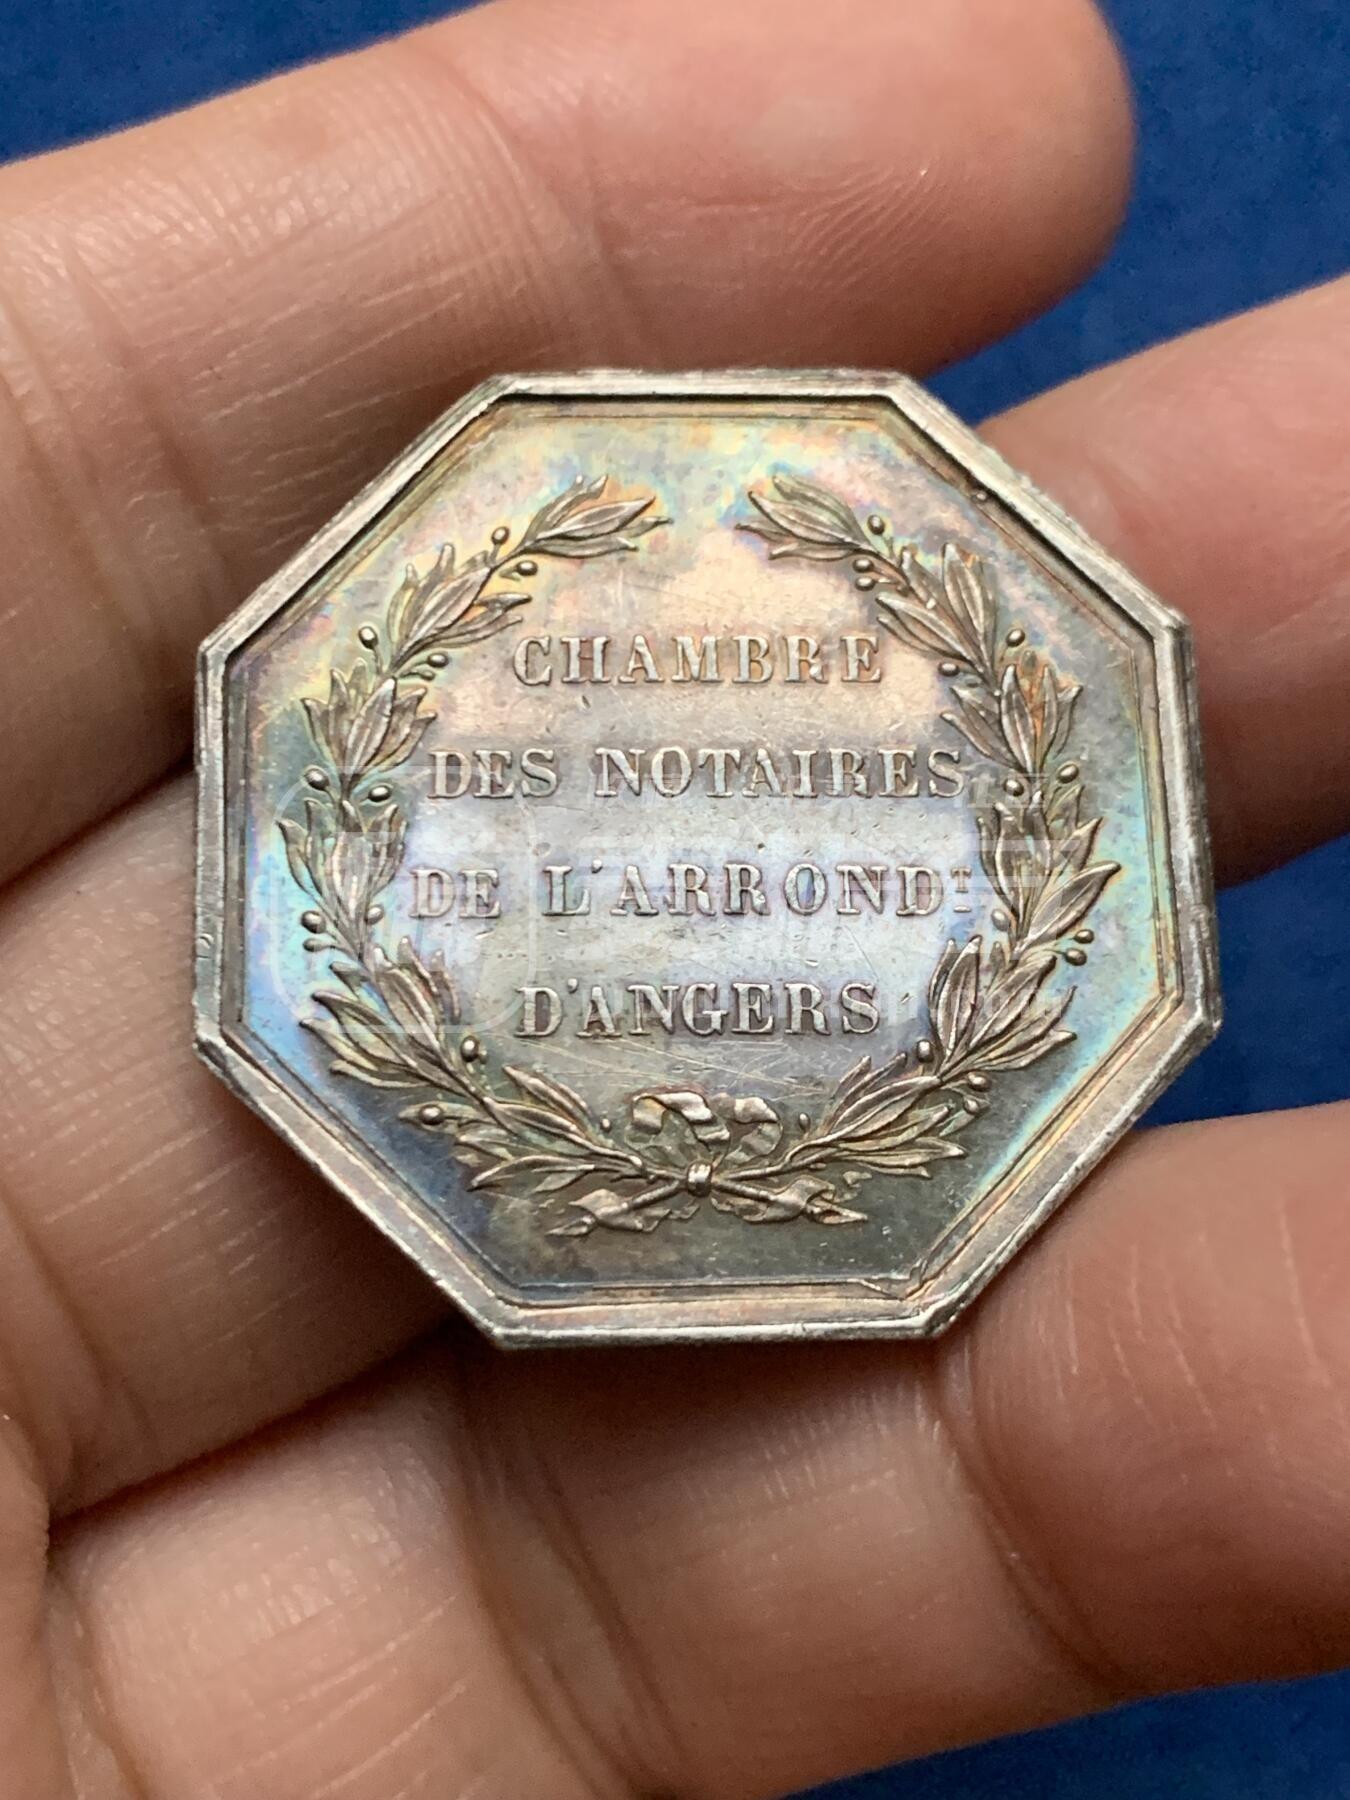 CHAMBRE
DES NOTAIRES
DE L'ARRONDT
D'ANGERS